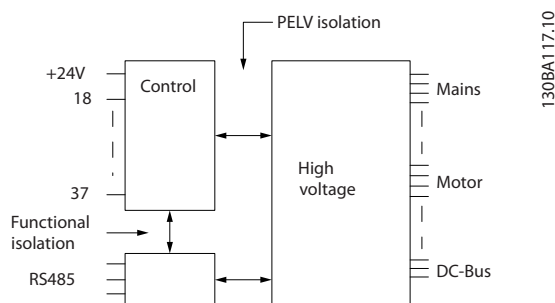 PELV isolation
130BA117.10
+24V
Control
Mains
18
High
voltage
Motor
37
Functional
isolation
RS485
DC-Bus